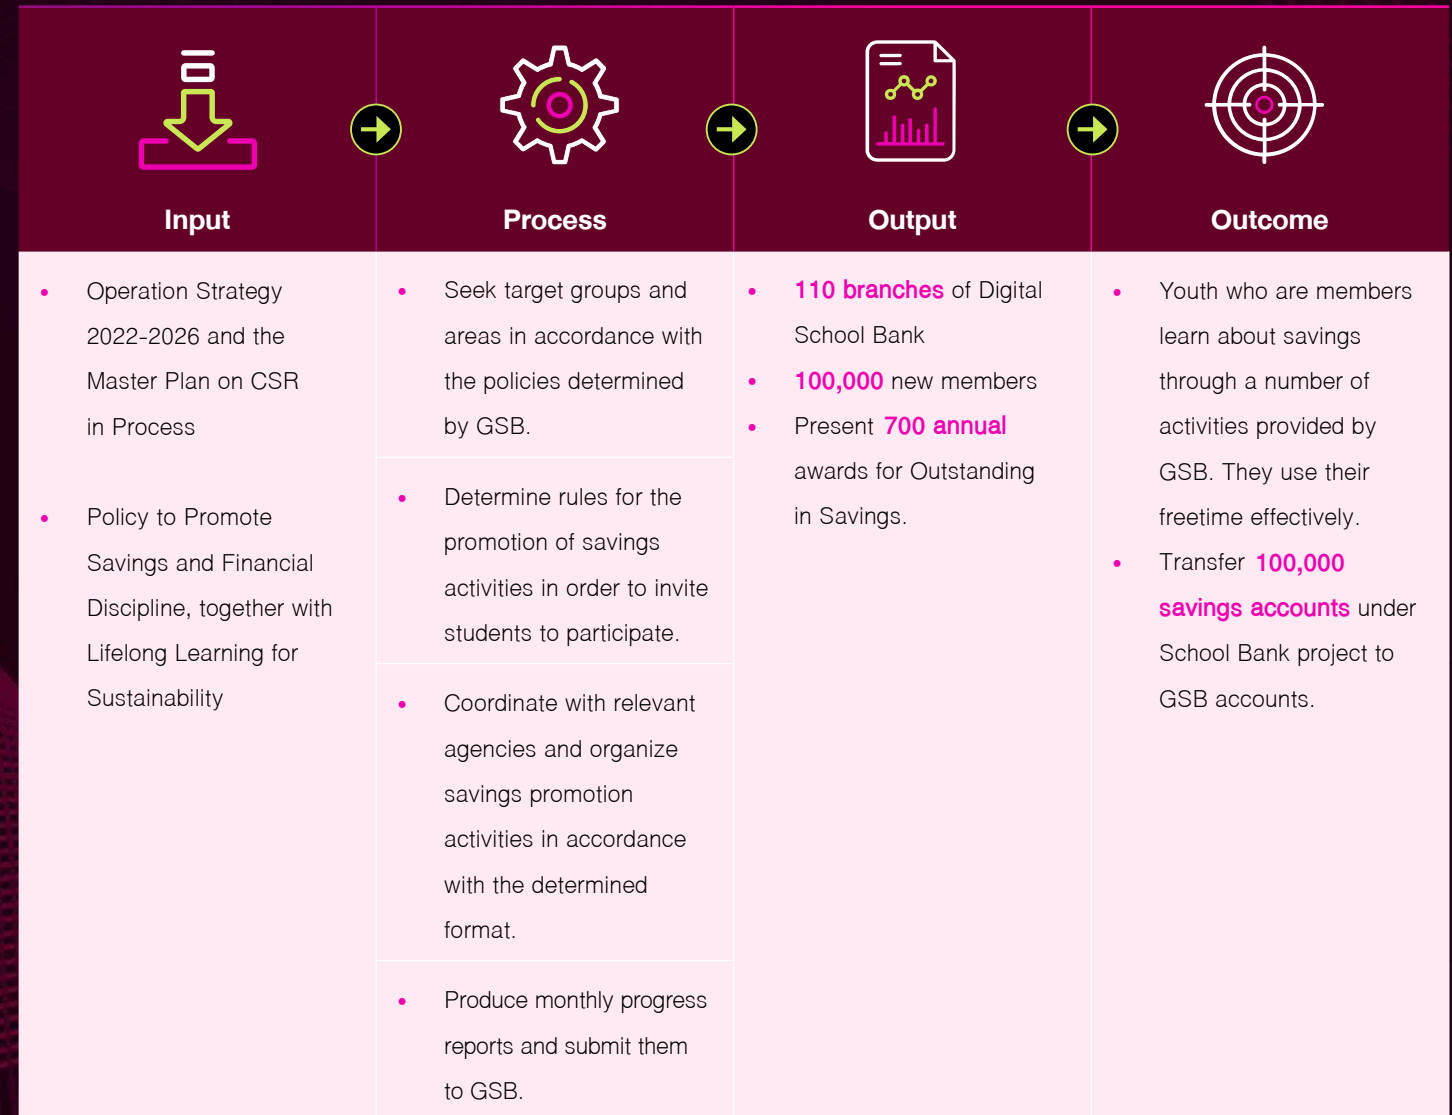 Input
Process
Output
Outcome
• Operation Strategy
2022-2026 and the
Master Plan on CSR
in Process
• Policy to Promote
Savings and Financial
Discipline, together with
Lifelong Learning for
Sustainability
• Seek target groups and
areas in accordance with
the policies determined
by GSB.
• Determine rules for the
promotion of savings
activities in order to invite
students to participate.
• Coordinate with relevant
agencies and organize
savings promotion
activities in accordance
with the determined
format.
• Produce monthly progress
reports and submit them
to GSB.
• 110 branches of Digital
School Bank
• 100,000 new members
• Present 700 annual
awards for Outstanding
in Savings.
• Youth who are members
learn about savings
through a number of
activities provided by
GSB. They use their
freetime effectively.
• Transfer 100,000
savings accounts under
School Bank project to
GSB accounts.